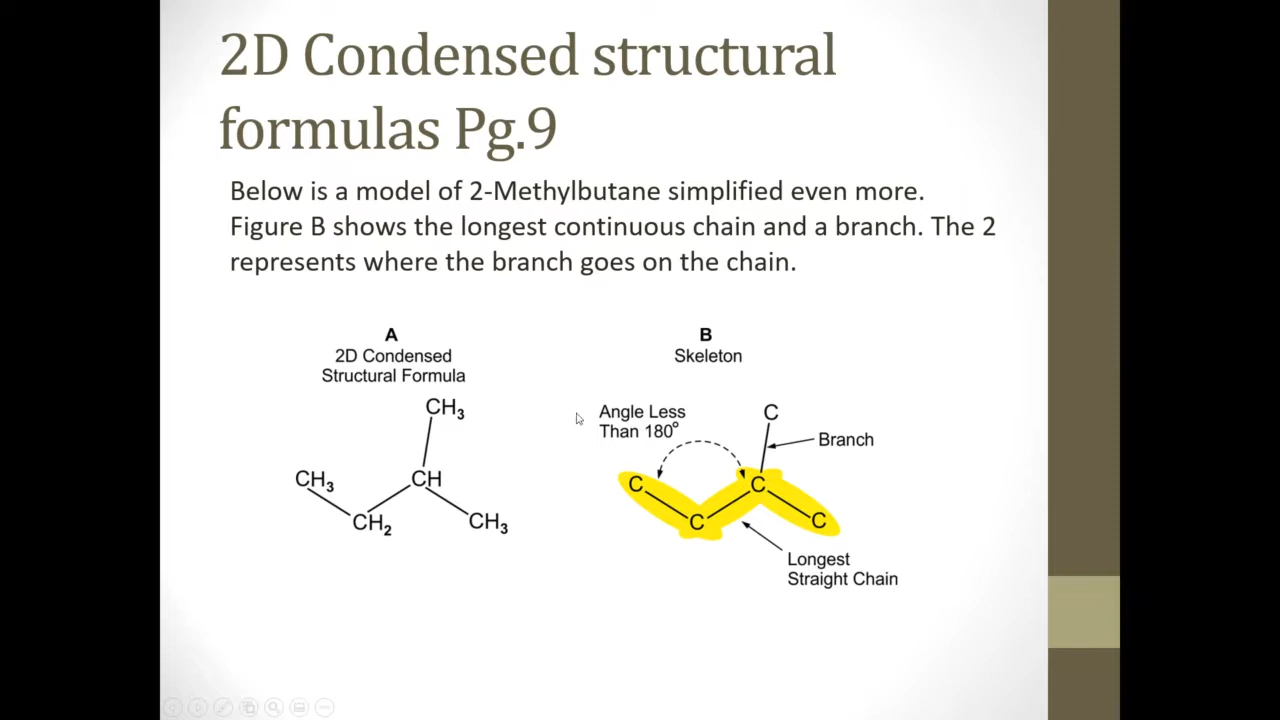 2D Condensed structural
formulas Pg.9
Below is a model of 2-Methylbutane simplified even more.
Figure B shows the longest continuous chain and a branch. The 2
represents where the branch goes on the chain.
A
2D Condensed
Structural Formula
CH₃
CH₃
CH
CH₂
CH₃
B
Skeleton
Angle Less
Than 180°
C
Branch
C
C
C
C
Longest
Straight Chain